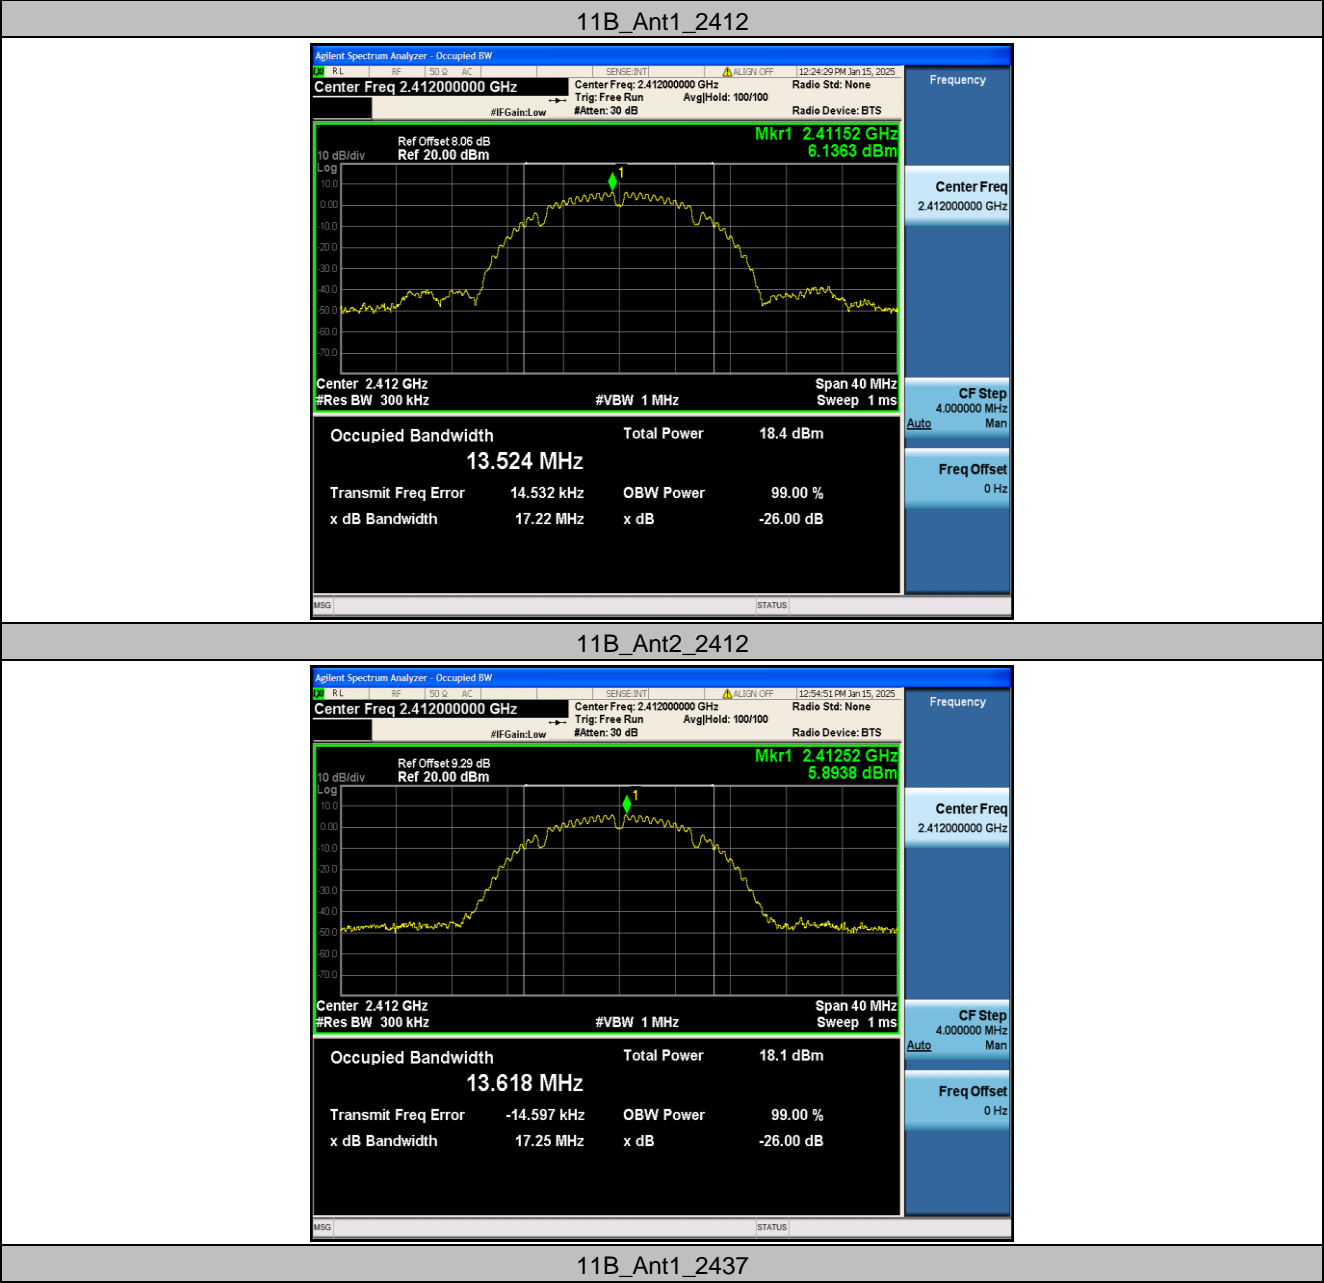 11B_Ant1_2412
Agilent Spectrum Analyzer - Occupied BW
LXI RL RF 50 Ω AC SENSE:INT ALIGN OFF 12:24:29 PM Jan 15, 2025
Center Freq 2.412000000 GHz
Center Freq: 2.412000000 GHz
Radio Std: None
Trig: Free Run Avg|Hold: 100/100
#IFGain:Low
#Atten: 30 dB
Radio Device: BTS
Frequency
Mkr1 2.41152 GHz
6.1363 dBm
Ref Offset 8.06 dB
10 dB/div Ref 20.00 dBm
Log
1
10.0
0.00
-10.0
-20.0
-30.0
-40.0
-50.0
-60.0
-70.0
Center Freq
2.412000000 GHz
Center 2.412 GHz Span 40 MHz
#Res BW 300 kHz #VBW 1 MHz Sweep 1 ms
CF Step
4.000000 MHz
Auto Man
Occupied Bandwidth Total Power 18.4 dBm
13.524 MHz
Freq Offset
0 Hz
Transmit Freq Error 14.532 kHz OBW Power 99.00 %
x dB Bandwidth 17.22 MHz x dB -26.00 dB
MSG STATUS
11B_Ant2_2412
Agilent Spectrum Analyzer - Occupied BW
LXI RL RF 50 Ω AC SENSE:INT ALIGN OFF 12:54:51 PM Jan 15, 2025
Center Freq 2.412000000 GHz
Center Freq: 2.412000000 GHz
Radio Std: None
Trig: Free Run Avg|Hold: 100/100
#IFGain:Low
#Atten: 30 dB
Radio Device: BTS
Frequency
Mkr1 2.41252 GHz
5.8938 dBm
Ref Offset 9.29 dB
10 dB/div Ref 20.00 dBm
Log
1
10.0
0.00
-10.0
-20.0
-30.0
-40.0
-50.0
-60.0
-70.0
Center Freq
2.412000000 GHz
Center 2.412 GHz Span 40 MHz
#Res BW 300 kHz #VBW 1 MHz Sweep 1 ms
CF Step
4.000000 MHz
Auto Man
Occupied Bandwidth Total Power 18.1 dBm
13.618 MHz
Freq Offset
0 Hz
Transmit Freq Error -14.597 kHz OBW Power 99.00 %
x dB Bandwidth 17.25 MHz x dB -26.00 dB
MSG STATUS
11B_Ant1_2437